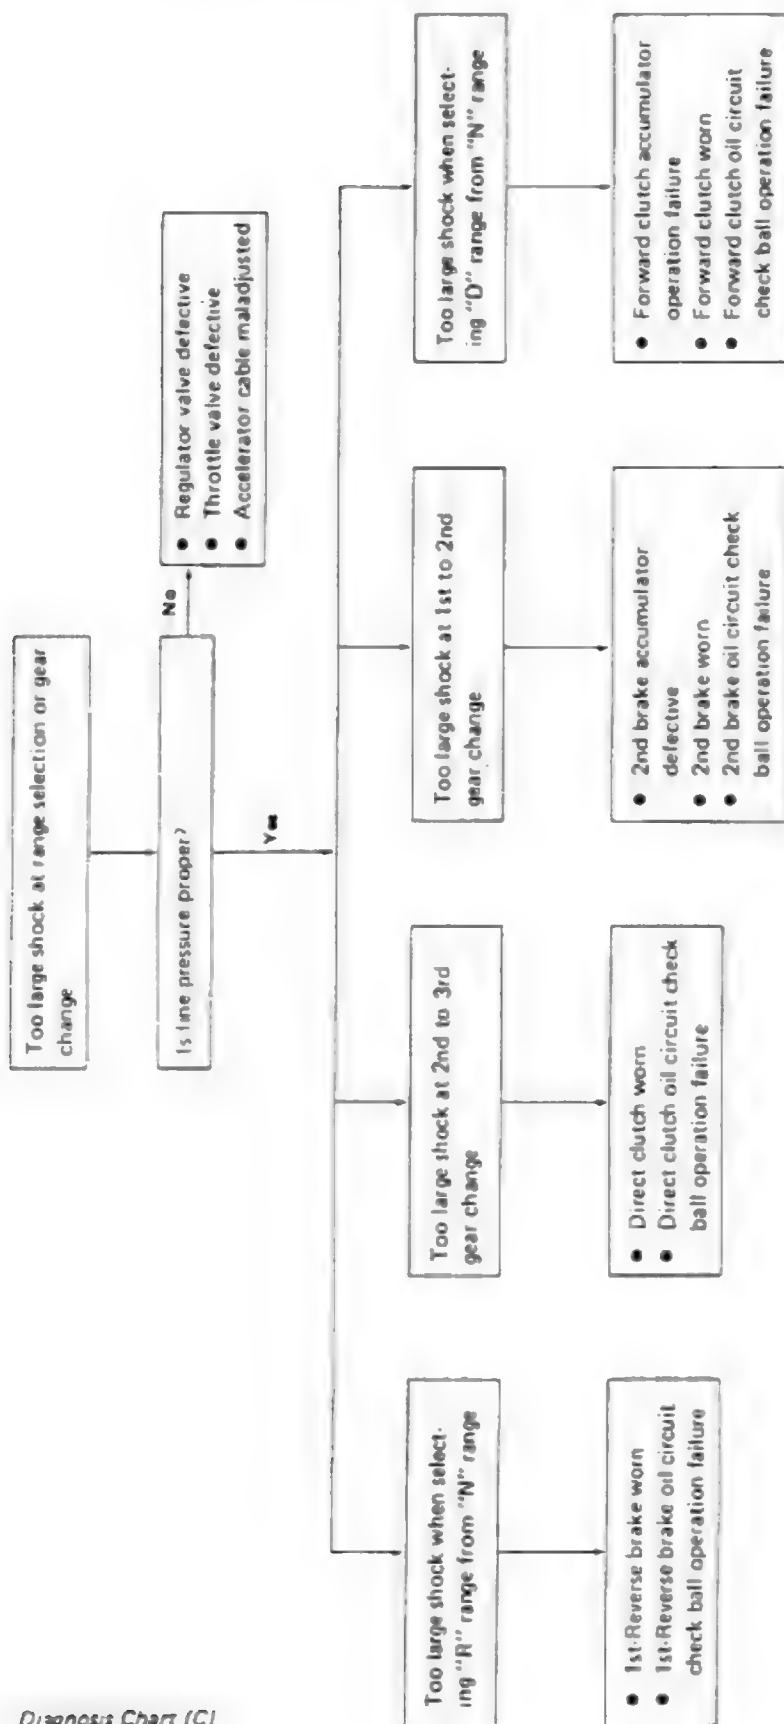 Diagnosis Chart (C)
Too large shock at range selection or gear
change
Is line pressure proper?
No
● Regulator valve defective
● Throttle valve defective
● Accelerator cable maladjusted
Yes
Too large shock when select-
ing "R" range from "N" range
● 1st-Reverse brake worn
● 1st-Reverse brake oil circuit
check ball operation failure
Too large shock at 2nd to 3rd
gear change
● Direct clutch worn
● Direct clutch oil circuit check
ball operation failure
Too large shock at 1st to 2nd
gear change
● 2nd brake accumulator
defective
● 2nd brake worn
● 2nd brake oil circuit check
ball operation failure
Too large shock when select-
ing "D" range from "N" range
● Forward clutch accumulator
operation failure
● Forward clutch worn
● Forward clutch oil circuit
check ball operation failure